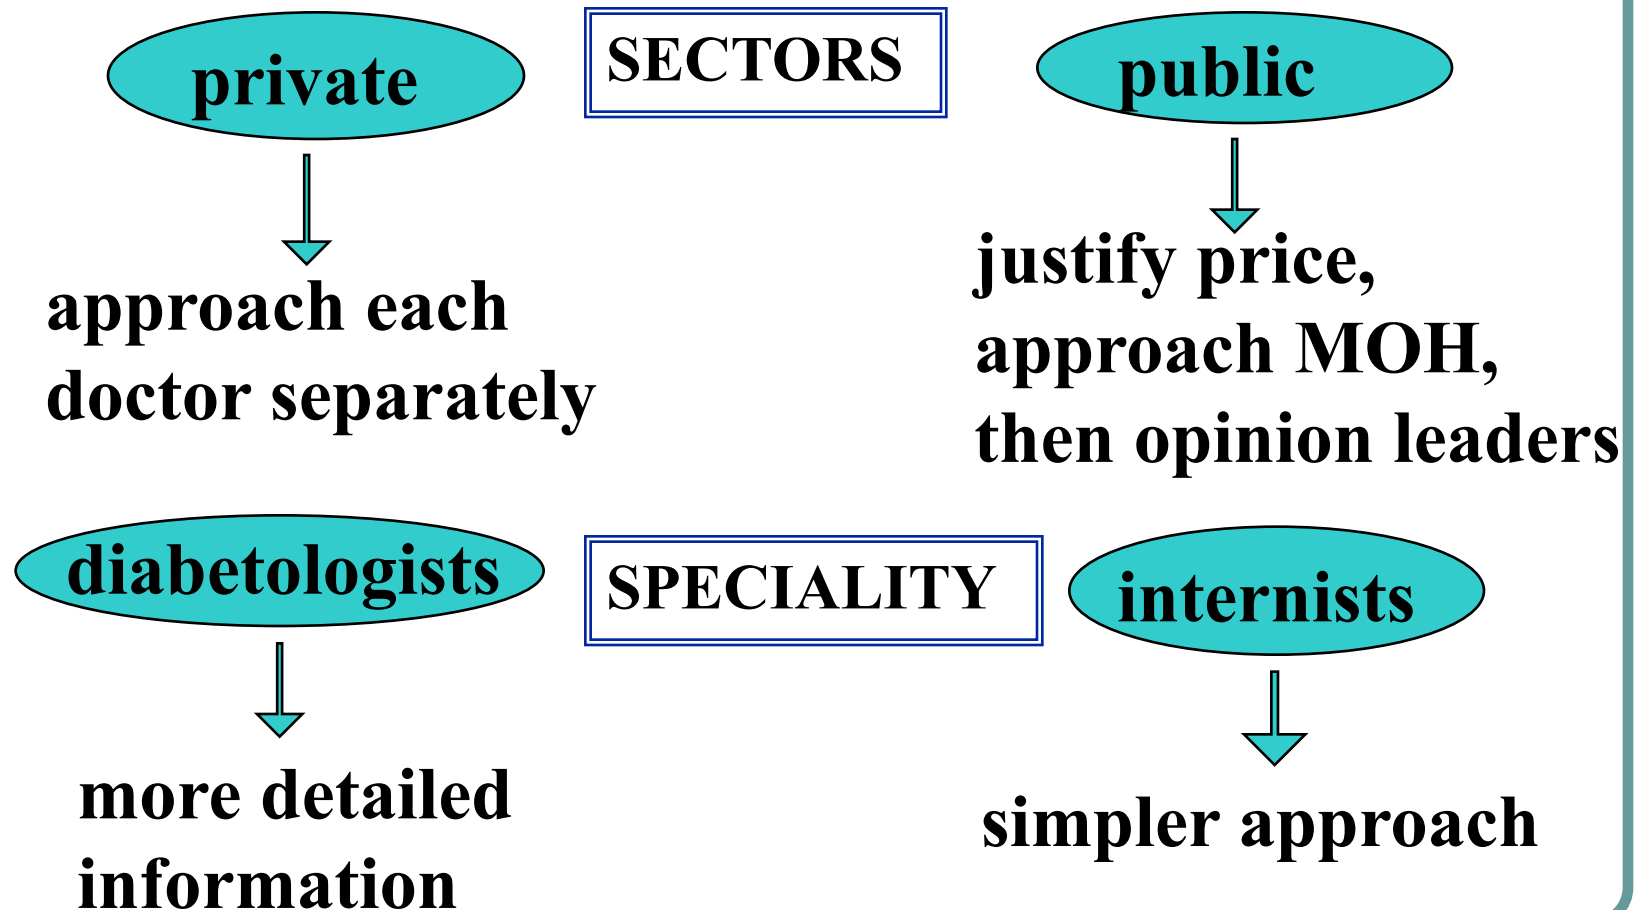 private
SECTORS
public
approach each
doctor separately
justify price,
approach MOH,
then opinion leaders
diabetologists
SPECIALITY
internists
more detailed
information
simpler approach